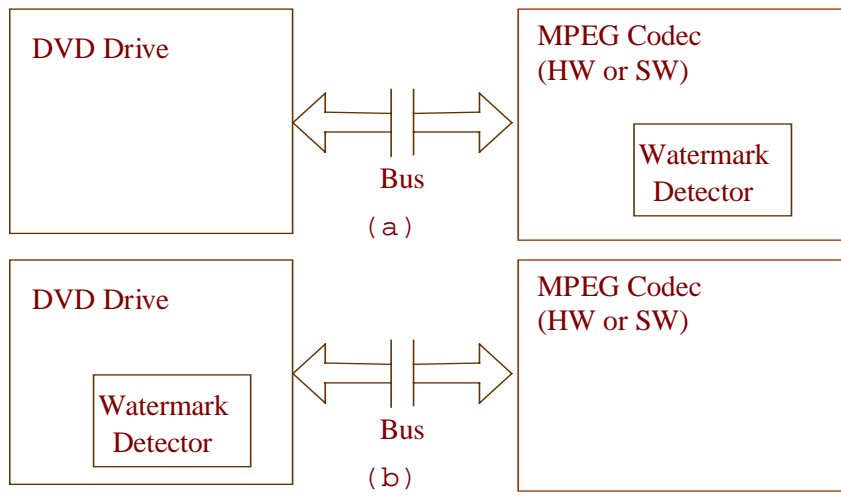 DVD Drive
MPEG Codec
(HW or SW)
Watermark
Detector
Bus
(a)
DVD Drive
MPEG Codec
(HW or SW)
Watermark
Detector
Bus
(b)